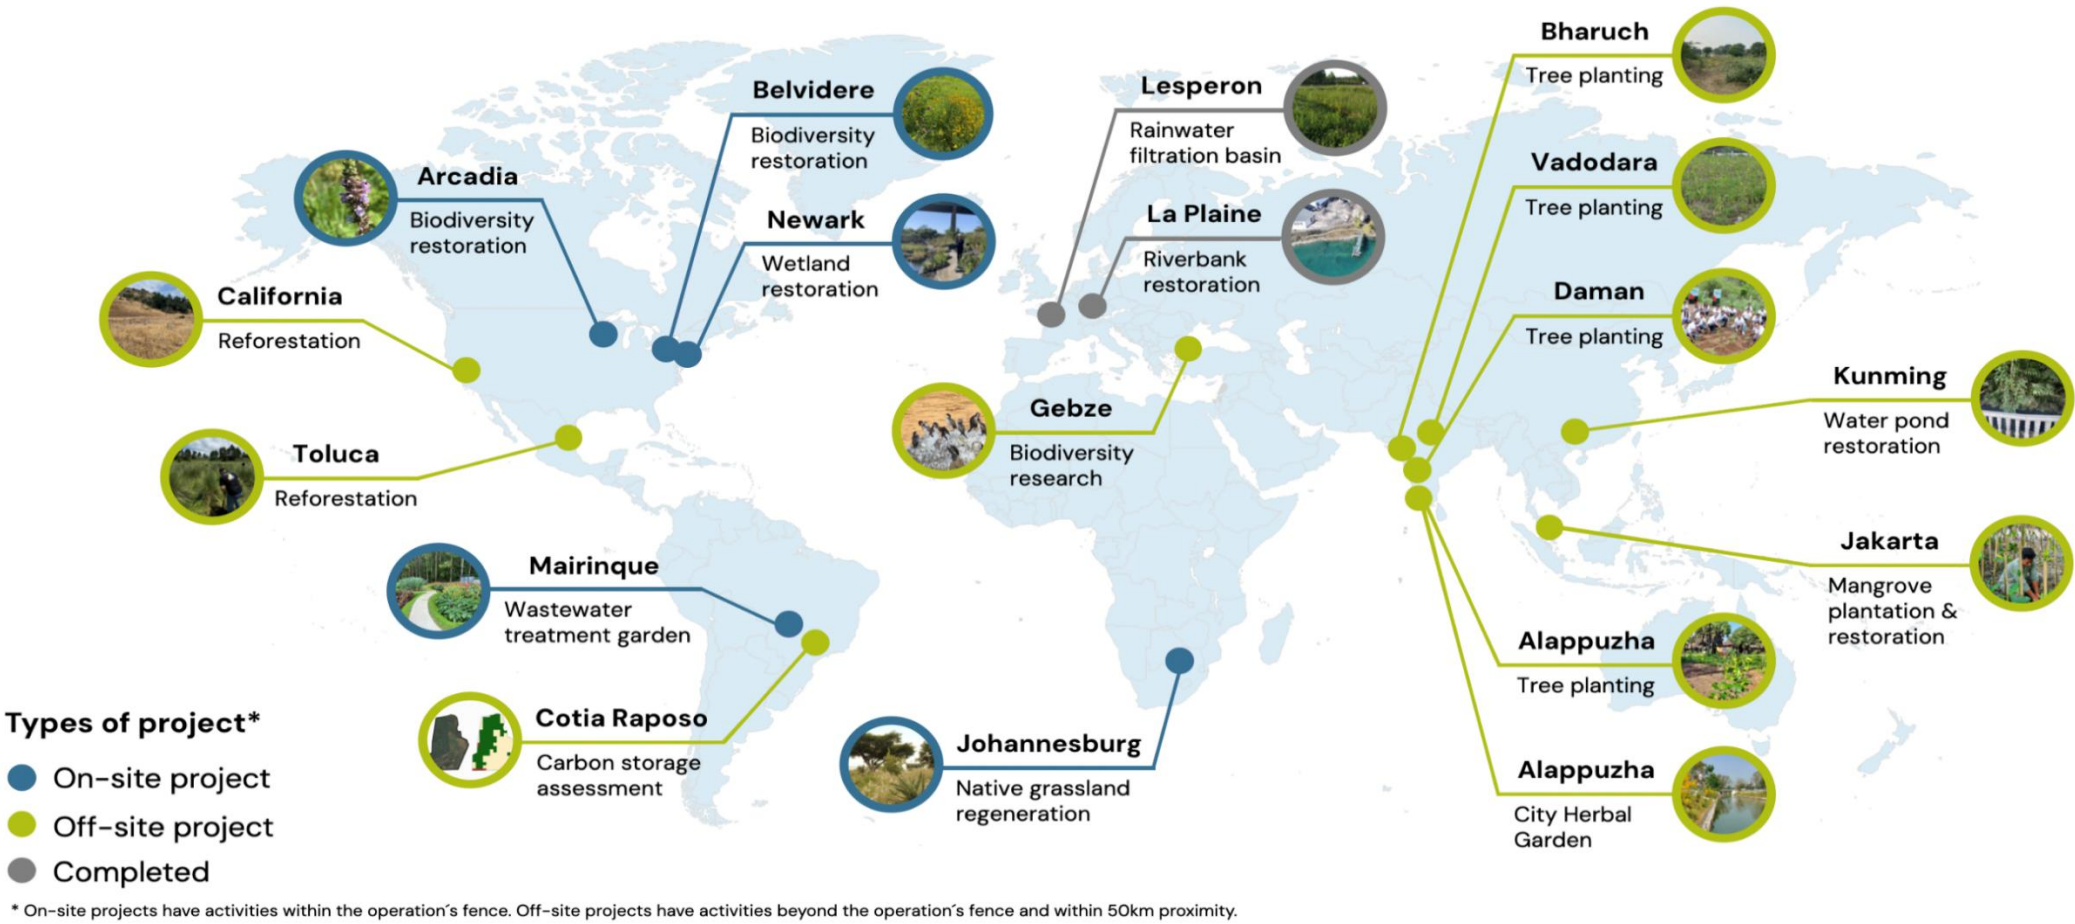 Bharuch
Tree planting
Belvidere
Biodiversity
restoration
Lesperon
Rainwater
filtration basin
Vadodara
Tree planting
Arcadia
Biodiversity
restoration
Newark
Wetland
restoration
La Plaine
Riverbank
restoration
Daman
Tree planting
California
Reforestation
Kunming
Water pond
restoration
Gebze
Biodiversity
research
Toluca
Reforestation
Jakarta
Mangrove
plantation &
restoration
Mairinque
Wastewater
treatment garden
Alappuzha
Tree planting
Cotia Raposo
Carbon storage
assessment
Johannesburg
Native grassland
regeneration
Alappuzha
City Herbal
Garden
Types of project*
On-site project
Off-site project
Completed
* On-site projects have activities within the operation´s fence. Off-site projects have activities beyond the operation´s fence and within 50km proximity.